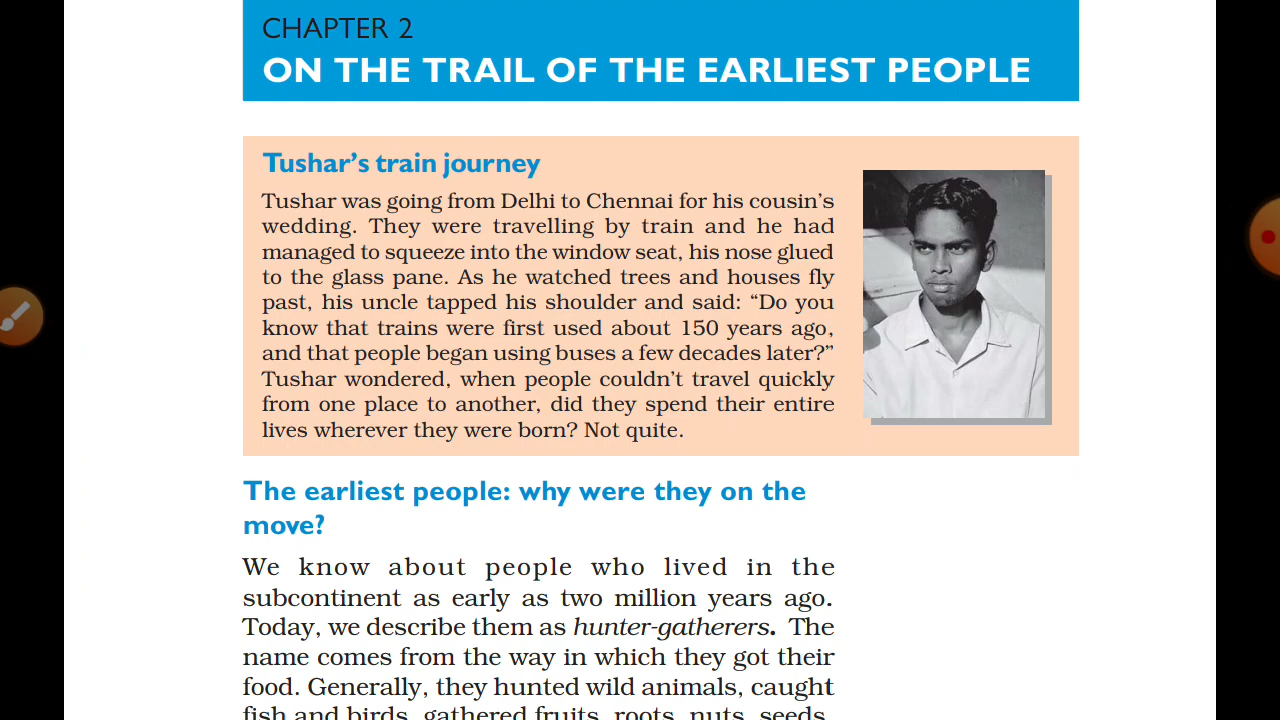 CHAPTER 2
ON THE TRAIL OF THE EARLIEST PEOPLE
Tushar’s train journey
Tushar was going from Delhi to Chennai for his cousin’s
wedding. They were travelling by train and he had
managed to squeeze into the window seat, his nose glued
to the glass pane. As he watched trees and houses fly
past, his uncle tapped his shoulder and said: “Do you
know that trains were first used about 150 years ago,
and that people began using buses a few decades later?”
Tushar wondered, when people couldn’t travel quickly
from one place to another, did they spend their entire
lives wherever they were born? Not quite.
The earliest people: why were they on the
move?
We know about people who lived in the
subcontinent as early as two million years ago.
Today, we describe them as hunter-gatherers. The
name comes from the way in which they got their
food. Generally, they hunted wild animals, caught
fish and birds, gathered fruits, roots, nuts, seeds,